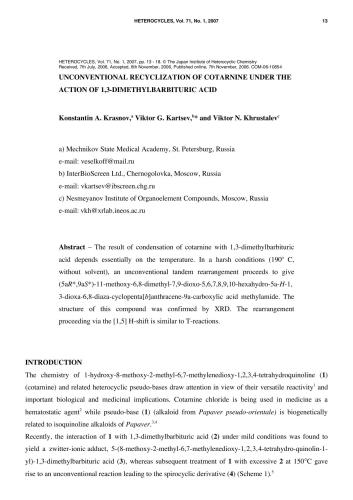 HETEROCYCLES, Vol. 71, No. 1, 2007 13
HETEROCYCLES, Vol. 71, No. 1, 2007, pp. 13 - 18. © The Japan Institute of Heterocyclic Chemistry
Received, 7th July, 2006, Accepted, 6th November, 2006, Published online, 7th November, 2006. COM-06-10854
UNCONVENTIONAL RECYCLIZATION OF COTARNINE UNDER THE
ACTION OF 1,3-DIMETHYLBARBITURIC ACID
Konstantin A. Krasnov,ᵃ Viktor G. Kartsev,ᵇ* and Viktor N. Khrustalevᶜ
a) Mechnikov State Medical Academy, St. Petersburg, Russia
e-mail: veselkoff@mail.ru
b) InterBioScreen Ltd., Chernogolovka, Moscow, Russia
e-mail: vkartsev@ibscreen.chg.ru
c) Nesmeyanov Institute of Organoelement Compounds, Moscow, Russia
e-mail: vkh@xrlab.ineos.ac.ru
Abstract – The result of condensation of cotarnine with 1,3-dimethylbarbituric
acid depends essentially on the temperature. In a harsh conditions (190° C,
without solvent), an unconventional tandem rearrangement proceeds to give
(5aR*,9aS*)-11-methoxy-6,8-dimethyl-7,9-dioxo-5,6,7,8,9,10-hexahydro-5a-H-1,
3-dioxa-6,8-diaza-cyclopenta[b]anthracene-9a-carboxylic acid methylamide. The
structure of this compound was confirmed by XRD. The rearrangement
proceeding via the [1,5] H-shift is similar to T-reactions.
INTRODUCTION
The chemistry of 1-hydroxy-8-methoxy-2-methyl-6,7-methylenedioxy-1,2,3,4-tetrahydroquinoline (1)
(cotarnine) and related heterocyclic pseudo-bases draw attention in view of their versatile reactivity¹ and
important biological and medicinal implications. Cotarnine chloride is being used in medicine as a
hematostatic agent² while pseudo-base (1) (alkaloid from Papaver pseudo-orientale) is biogenetically
related to isoquinoline alkaloids of Papaver.³,⁴
Recently, the interaction of 1 with 1,3-dimethylbarbituric acid (2) under mild conditions was found to
yield a zwitter-ionic adduct, 5-(8-methoxy-2-methyl-6,7-methylenedioxy-1,2,3,4-tetrahydro-quinolin-1-
yl)-1,3-dimethylbarbituric acid (3), whereas subsequent treatment of 1 with excessive 2 at 150°C gave
rise to an unconventional reaction leading to the spirocyclic derivative (4) (Scheme 1).⁵